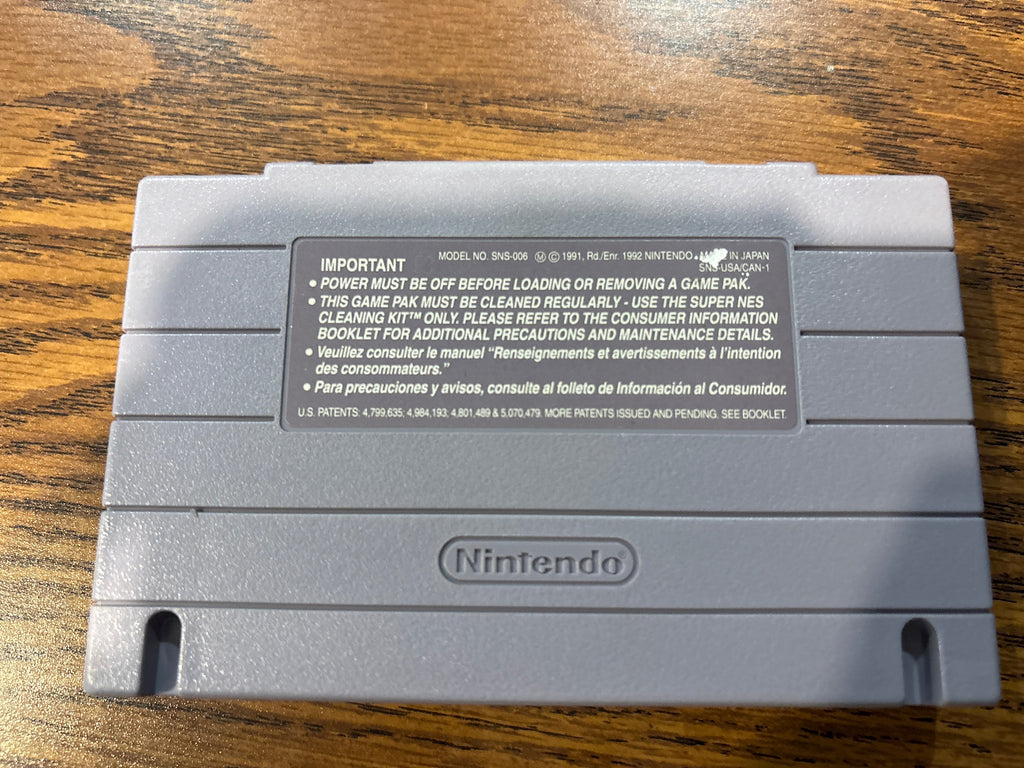 IMPORTANT
MODEL NO. SNS-006 Ⓜ © 1991, Rd./Enr. 1992 NINTENDO • IN JAPAN
SNS-USA/CAN-1
• POWER MUST BE OFF BEFORE LOADING OR REMOVING A GAME PAK.
• THIS GAME PAK MUST BE CLEANED REGULARLY - USE THE SUPER NES
CLEANING KIT™ ONLY. PLEASE REFER TO THE CONSUMER INFORMATION
BOOKLET FOR ADDITIONAL PRECAUTIONS AND MAINTENANCE DETAILS.
• Veuillez consulter le manuel “Renseignements et avertissements à l'intention
des consommateurs.”
• Para precauciones y avisos, consulte al folleto de Información al Consumidor.
U.S. PATENTS: 4,799,635; 4,984,193; 4,801,489 & 5,070,479. MORE PATENTS ISSUED AND PENDING. SEE BOOKLET.
Nintendo®